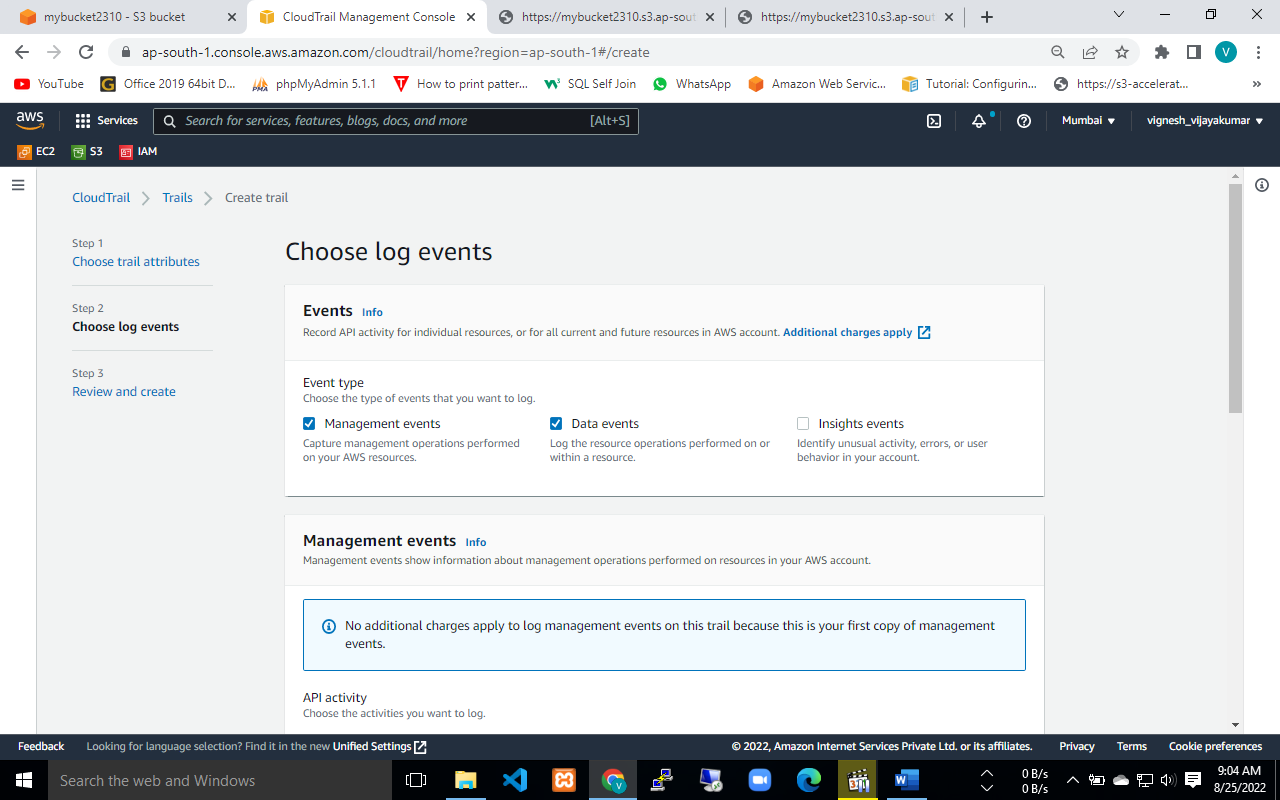 mybucket2310 - S3 bucket
CloudTrail Management Console
https://mybucket2310.s3.ap-sout
https://mybucket2310.s3.ap-sout
ap-south-1.console.aws.amazon.com/cloudtrail/home?region=ap-south-1#/create
V
YouTube
Office 2019 64bit D...
phpMyAdmin 5.1.1
How to print patter...
SQL Self Join
WhatsApp
Amazon Web Servic...
Tutorial: Configurin...
https://s3-accelerat...
»
aws
Services
Search for services, features, blogs, docs, and more
[Alt+S]
Mumbai
vignesh_vijayakumar
EC2
S3
IAM
CloudTrail
Trails
Create trail
Step 1
Choose trail attributes
Step 2
Choose log events
Step 3
Review and create
Choose log events
Events Info
Record API activity for individual resources, or for all current and future resources in AWS account. Additional charges apply
Event type
Choose the type of events that you want to log.
Management events
Capture management operations performed
on your AWS resources.
Data events
Log the resource operations performed on or
within a resource.
Insights events
Identify unusual activity, errors, or user
behavior in your account.
Management events Info
Management events show information about management operations performed on resources in your AWS account.
No additional charges apply to log management events on this trail because this is your first copy of management
events.
API activity
Choose the activities you want to log.
Feedback
Looking for language selection? Find it in the new Unified Settings
© 2022, Amazon Internet Services Private Ltd. or its affiliates.
Privacy
Terms
Cookie preferences
Search the web and Windows
0 B/s
0 B/s
9:04 AM
8/25/2022